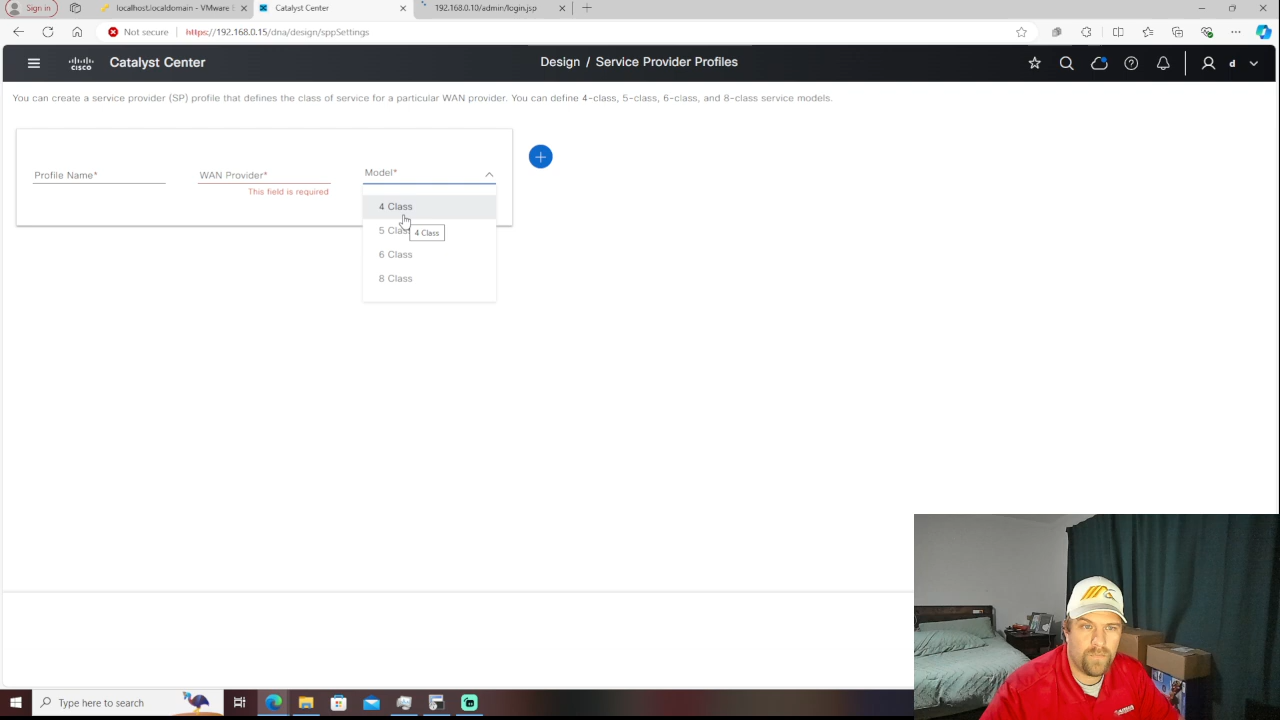 Sign in
localhost.localdomain - VMware
Catalyst Center
192.168.0.10/admin/login.jsp
Not secure
https://192.168.0.15/dna/design/sppSettings
cisco
Catalyst Center
Design / Service Provider Profiles
d
You can create a service provider (SP) profile that defines the class of service for a particular WAN provider. You can define 4-class, 5-class, 6-class, and 8-class service models.
Profile Name*
WAN Provider*
Model*
This field is required
4 Class
5 Class
4 Class
6 Class
8 Class
Type here to search